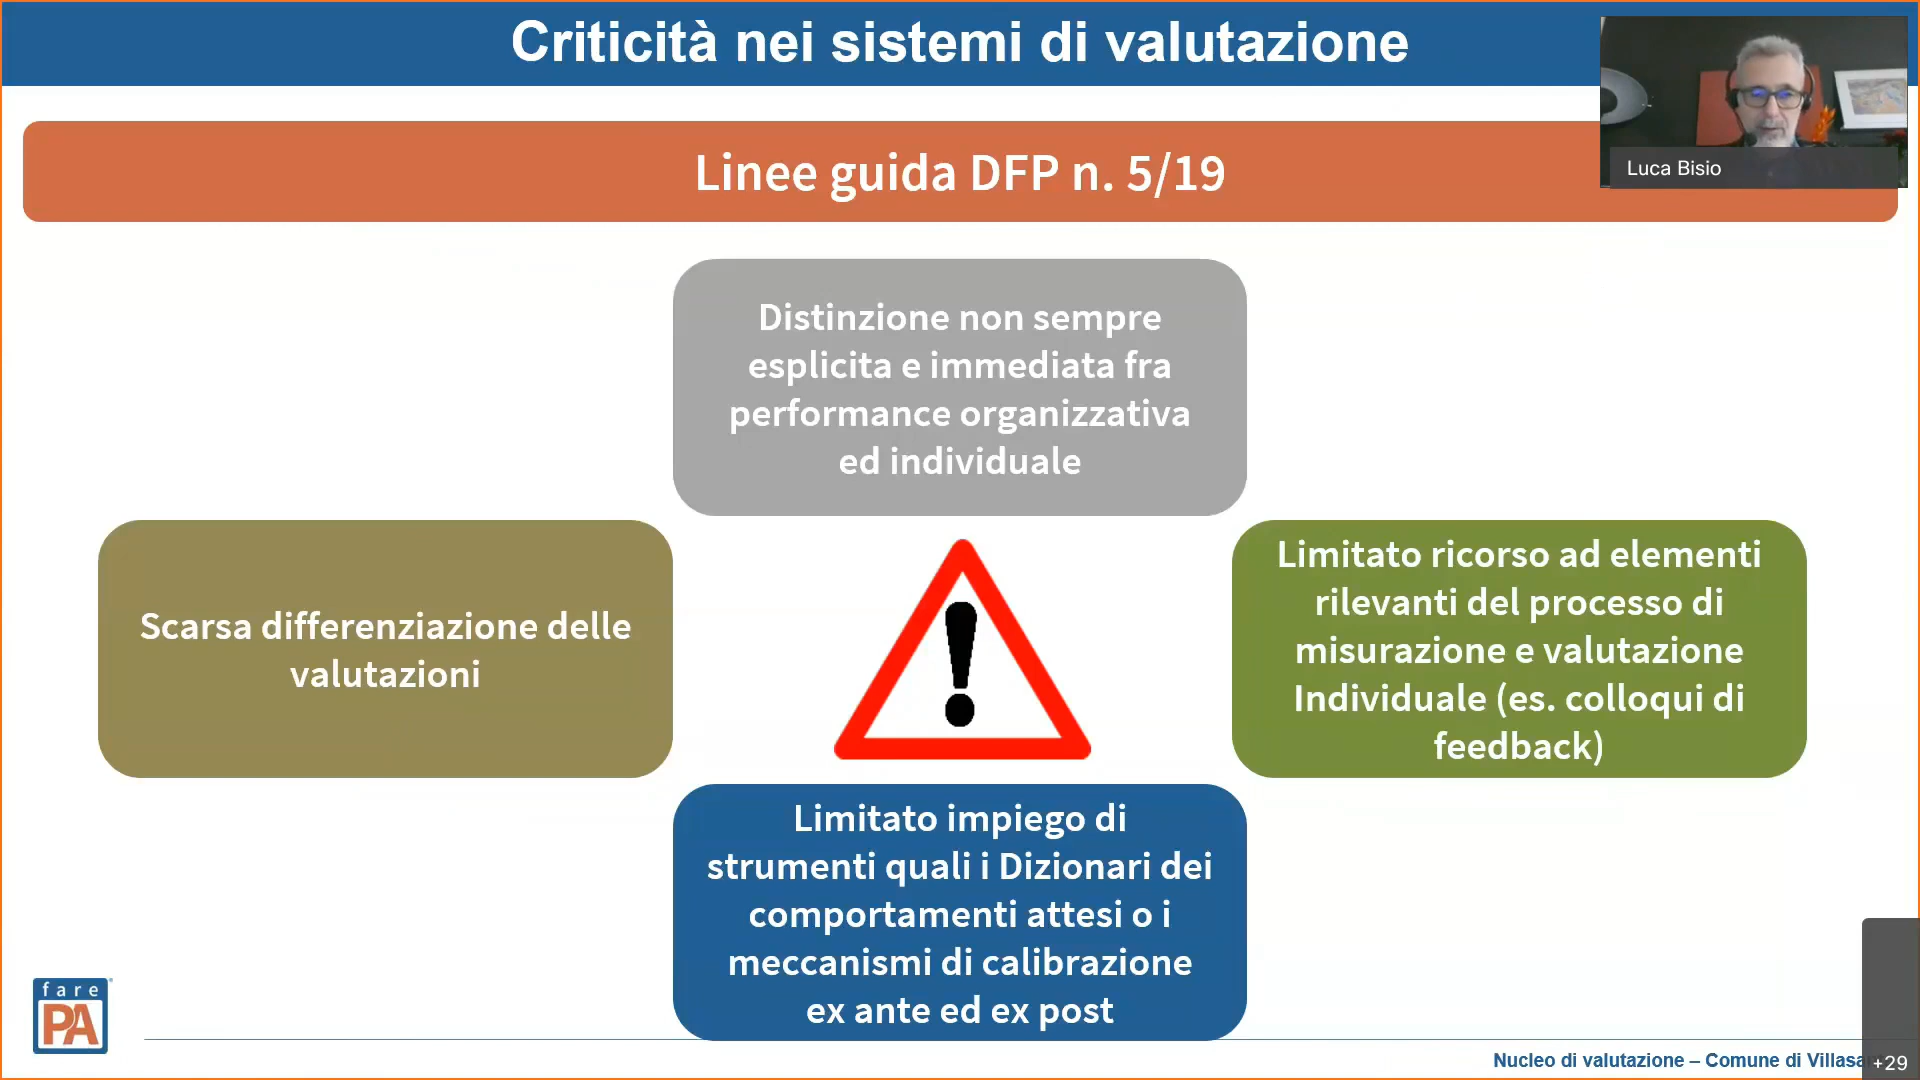 Criticità nei sistemi di valutazione
Luca Bisio
Linee guida DFP n. 5/19
Distinzione non sempre
esplicita e immediata fra
performance organizzativa
ed individuale
Scarsa differenziazione delle
valutazioni
Limitato ricorso ad elementi
rilevanti del processo di
misurazione e valutazione
Individuale (es. colloqui di
feedback)
Limitato impiego di
strumenti quali i Dizionari dei
comportamenti attesi o i
meccanismi di calibrazione
ex ante ed ex post
fare
PA
Nucleo di valutazione – Comune di
+29